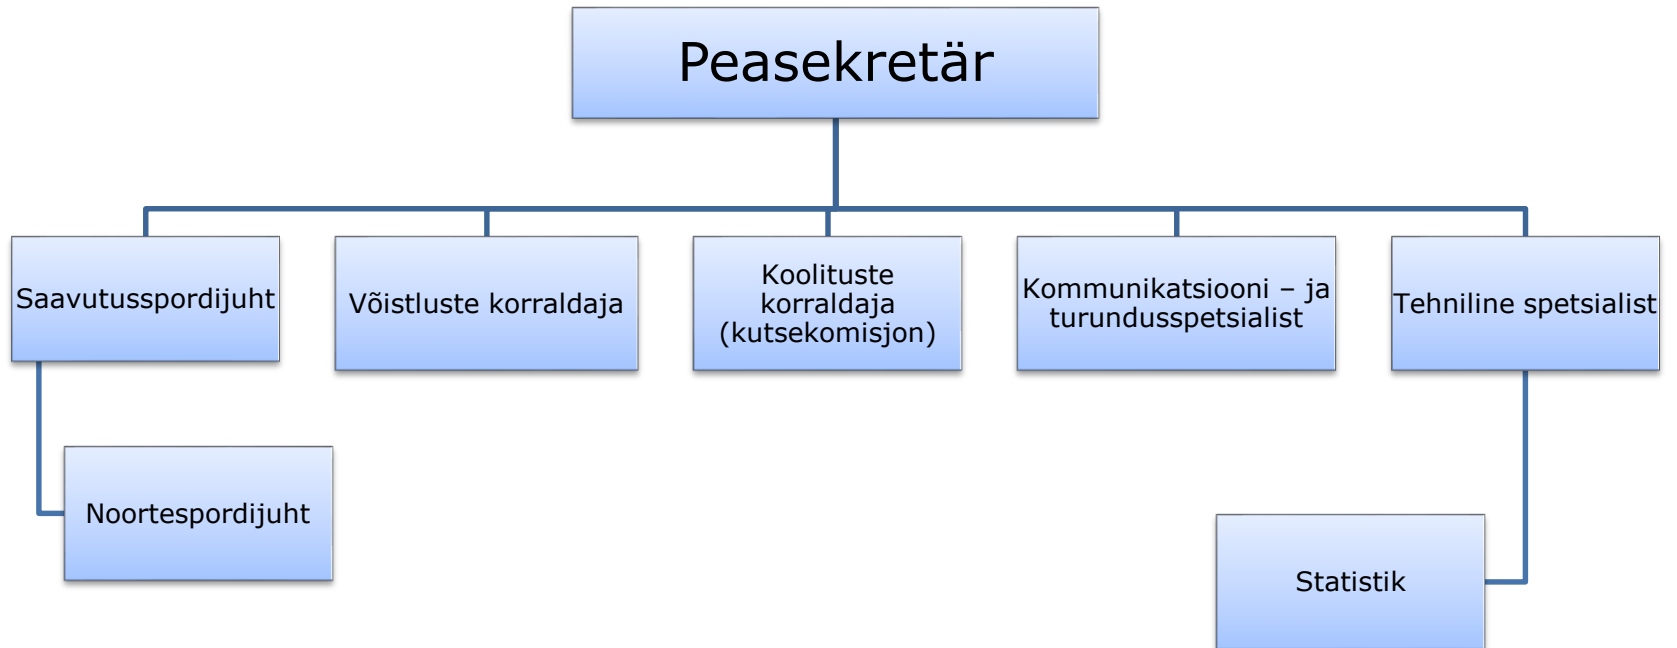 Peasekretär
Saavutusspordijuht
Võistluste korraldaja
Koolituste
korraldaja
(kutsekomisjon)
Kommunikatsiooni – ja
turundusspetsialist
Tehniline spetsialist
Noortespordijuht
Statistik